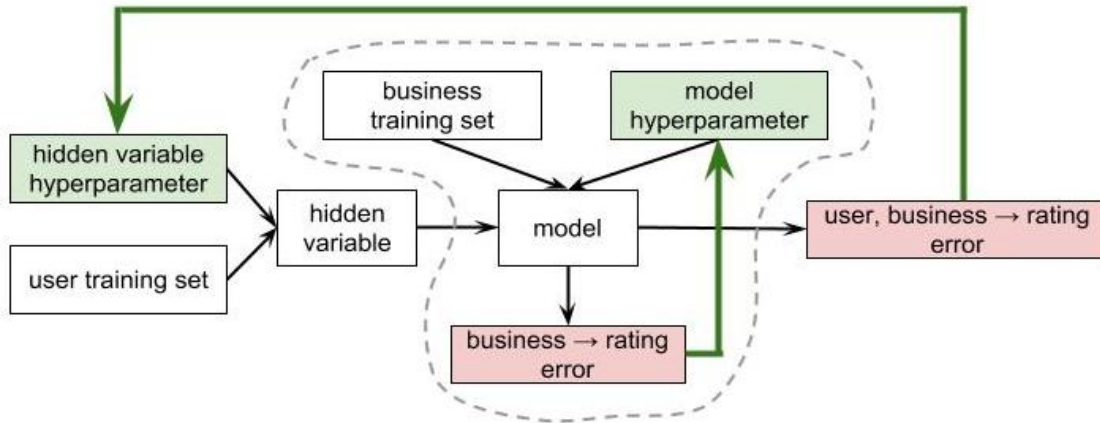 business
training set
model
hyperparameter
hidden variable
hyperparameter
hidden
variable
model
user, business → rating
error
user training set
business → rating
error